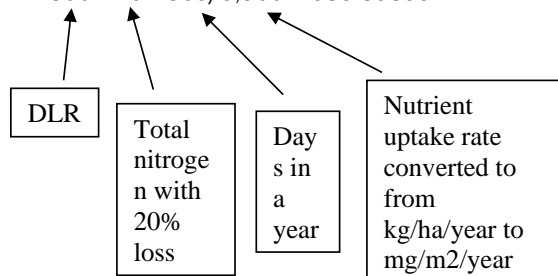 DLR
Total
nitroge
n with
20%
loss
Day
s in
a
year
Nutrient
uptake rate
converted to
from
kg/ha/year to
mg/m2/year